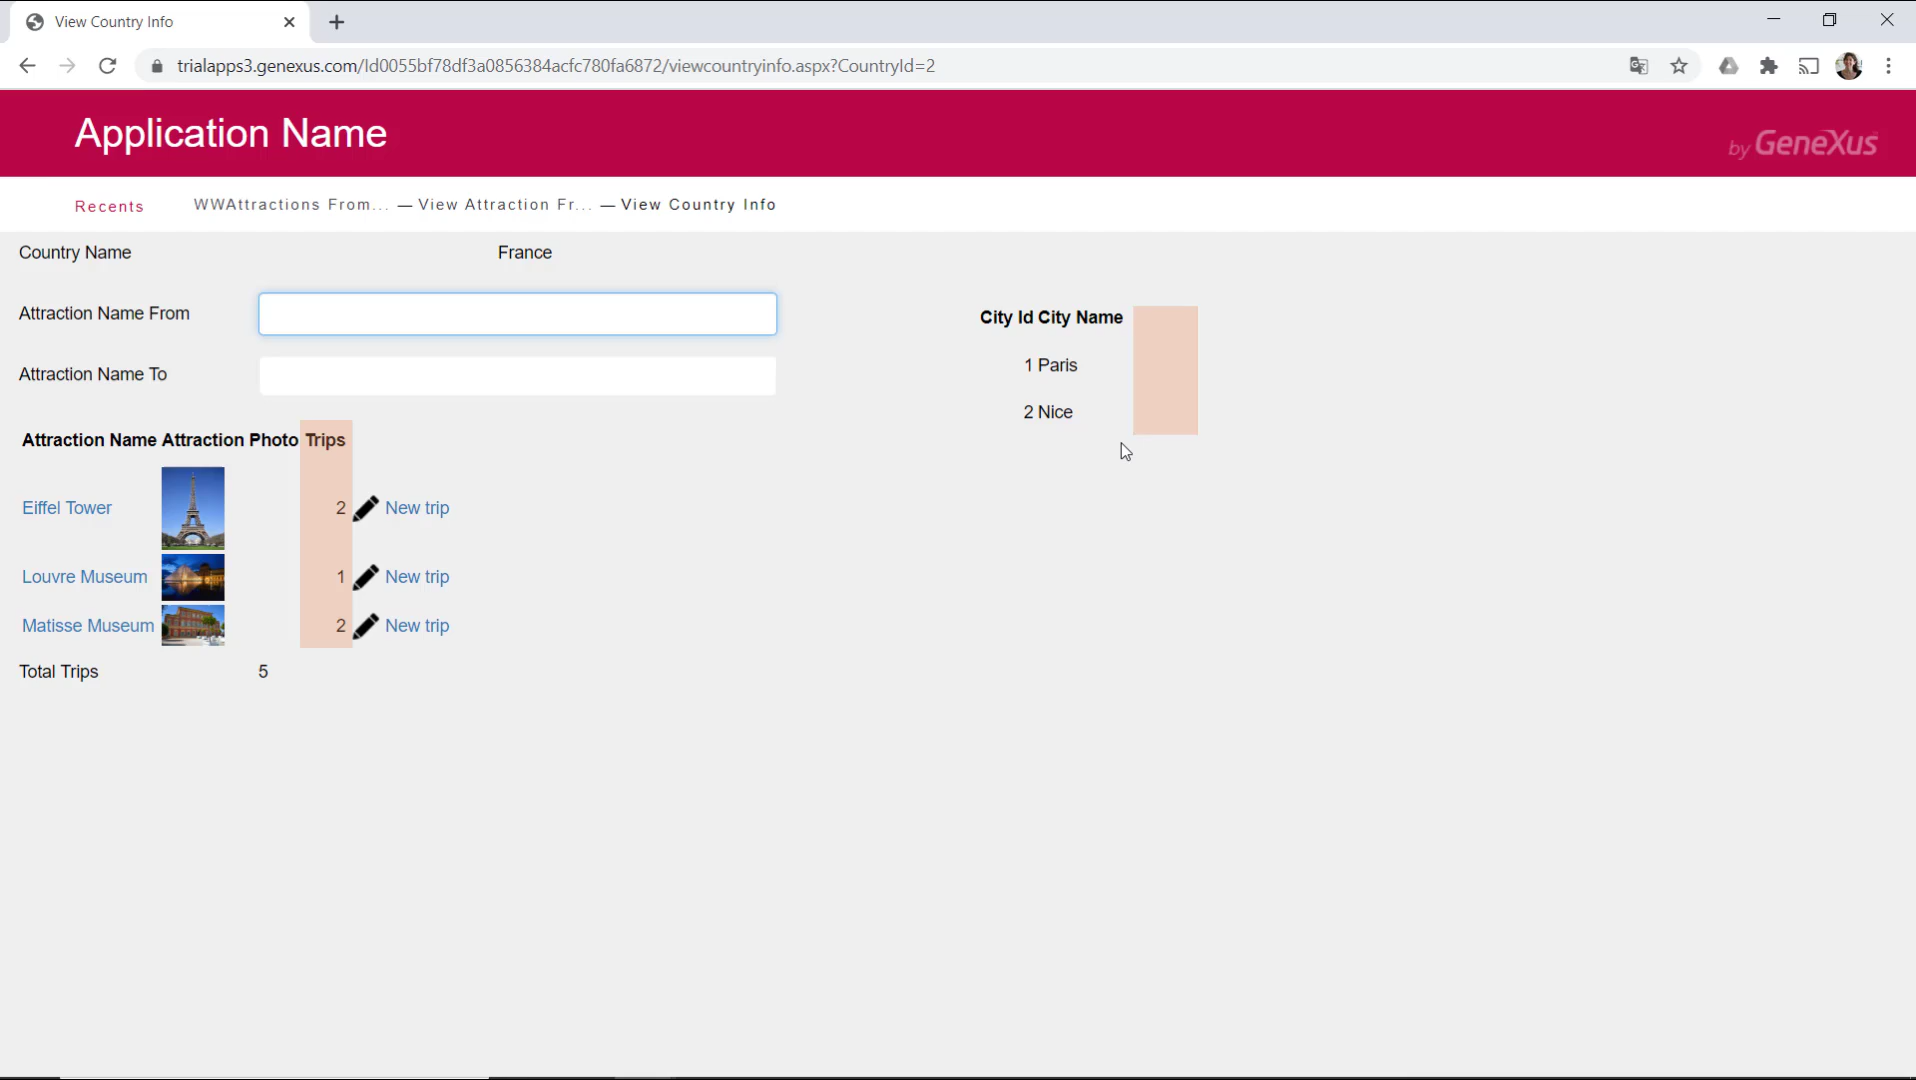 View Country Info
trialapps3.genexus.com/Id0055bf78df3a0856384acfc780fa6872/viewcountryinfo.aspx?CountryId=2
Application Name
by GeneXus
Recents WWAttractions From... — View Attraction Fr... — View Country Info
Country Name France
Attraction Name From
Attraction Name To
Attraction Name Attraction Photo Trips
Eiffel Tower 2 New trip
Louvre Museum 1 New trip
Matisse Museum 2 New trip
Total Trips 5
City Id City Name
1 Paris
2 Nice